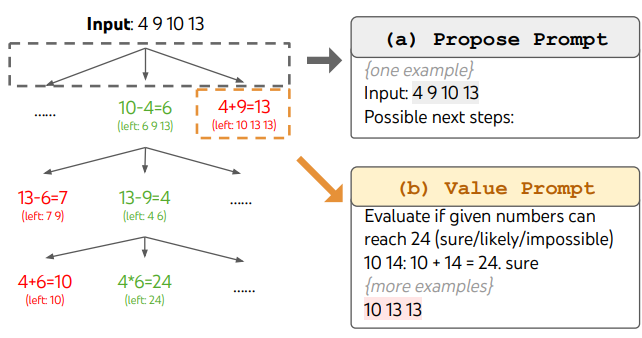 Input: 4 9 10 13
......
10-4=6
(left: 6 9 13)
4+9=13
(left: 10 13 13)
13-6=7
(left: 7 9)
13-9=4
(left: 4 6)
......
4+6=10
(left: 10)
4*6=24
(left: 24)
......
(a) Propose Prompt
{one example}
Input: 4 9 10 13
Possible next steps:
(b) Value Prompt
Evaluate if given numbers can
reach 24 (sure/likely/impossible)
10 14: 10 + 14 = 24. sure
{more examples}
10 13 13